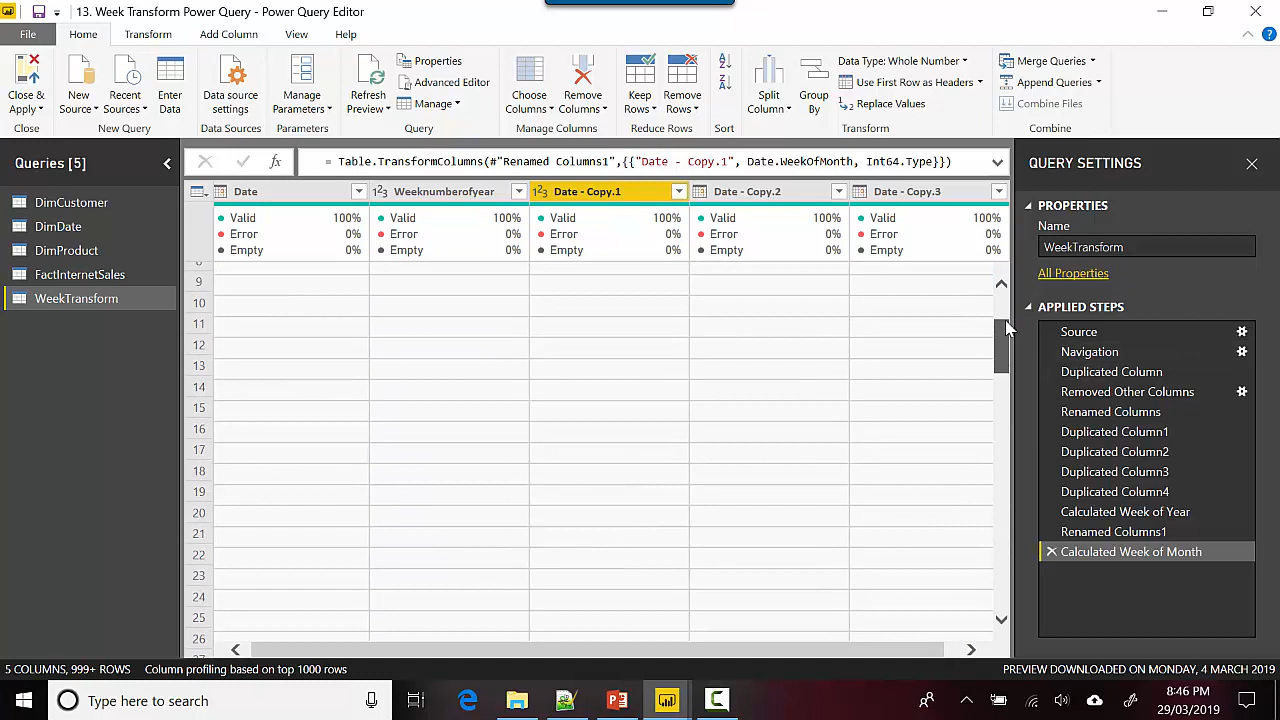 13. Week Transform Power Query - Power Query Editor
File Home Transform Add Column View Help
Close & Apply
Close
New Source
Recent Sources
Enter Data
New Query
Data source settings
Data Sources
Manage Parameters
Parameters
Refresh Preview
Properties
Advanced Editor
Manage
Query
Choose Columns
Remove Columns
Manage Columns
Keep Rows
Remove Rows
Reduce Rows
Sort
Split Column
Group By
Data Type: Whole Number
Use First Row as Headers
Replace Values
Transform
Merge Queries
Append Queries
Combine Files
Combine
Queries [5]
DimCustomer
DimDate
DimProduct
FactInternetSales
WeekTransform
fx = Table.TransformColumns(#"Renamed Columns1",{{"Date - Copy.1", Date.WeekOfMonth, Int64.Type}})
Date Weeknumberofyear Date - Copy.1 Date - Copy.2 Date - Copy.3
Valid 100% Valid 100% Valid 100% Valid 100% Valid 100%
Error 0% Error 0% Error 0% Error 0% Error 0%
Empty 0% Empty 0% Empty 0% Empty 0% Empty 0%
9
10
11
12
13
14
15
16
17
18
19
20
21
22
23
24
25
26
QUERY SETTINGS
PROPERTIES
Name
WeekTransform
All Properties
APPLIED STEPS
Source
Navigation
Duplicated Column
Removed Other Columns
Renamed Columns
Duplicated Column1
Duplicated Column2
Duplicated Column3
Duplicated Column4
Calculated Week of Year
Renamed Columns1
Calculated Week of Month
5 COLUMNS, 999+ ROWS Column profiling based on top 1000 rows PREVIEW DOWNLOADED ON MONDAY, 4 MARCH 2019
Type here to search
8:46 PM
29/03/2019